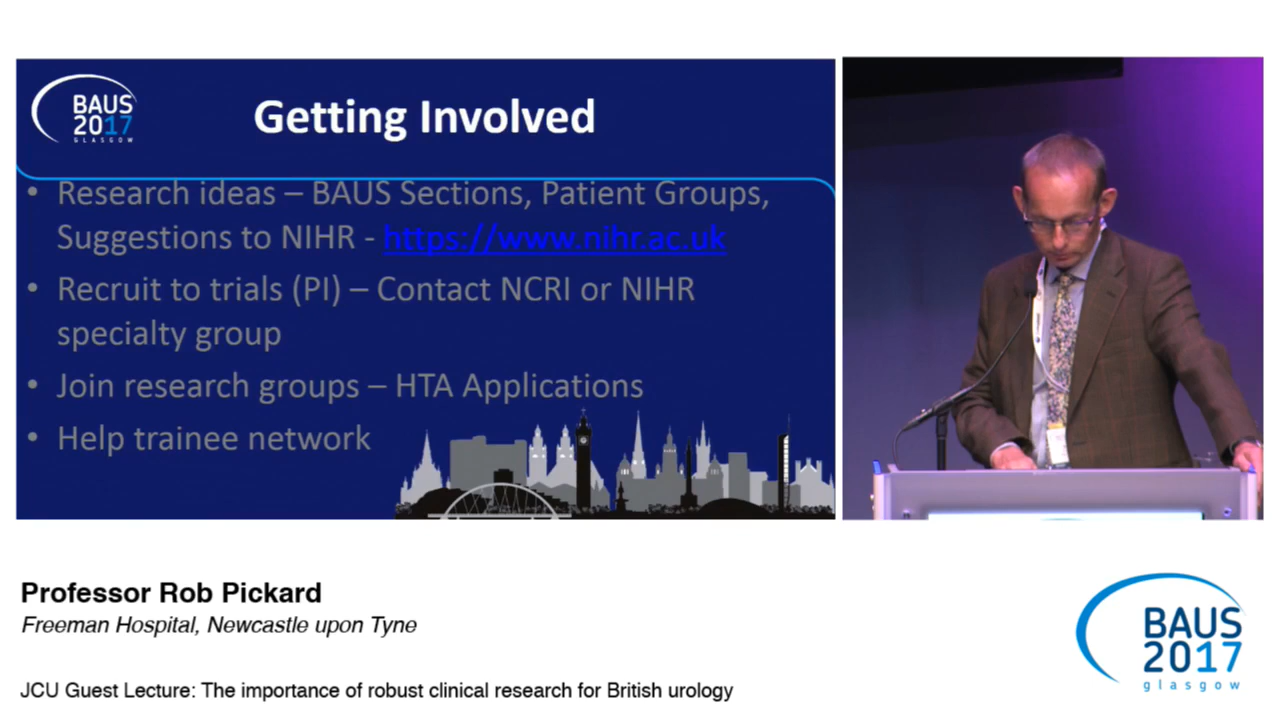 BAUS
2017
GLASGOW
Getting Involved
• Research ideas – BAUS Sections, Patient Groups,
Suggestions to NIHR - https://www.nihr.ac.uk
• Recruit to trials (PI) – Contact NCRI or NIHR
specialty group
• Join research groups – HTA Applications
• Help trainee network
Professor Rob Pickard
Freeman Hospital, Newcastle upon Tyne
JCU Guest Lecture: The importance of robust clinical research for British urology
BAUS
2017
glasgow